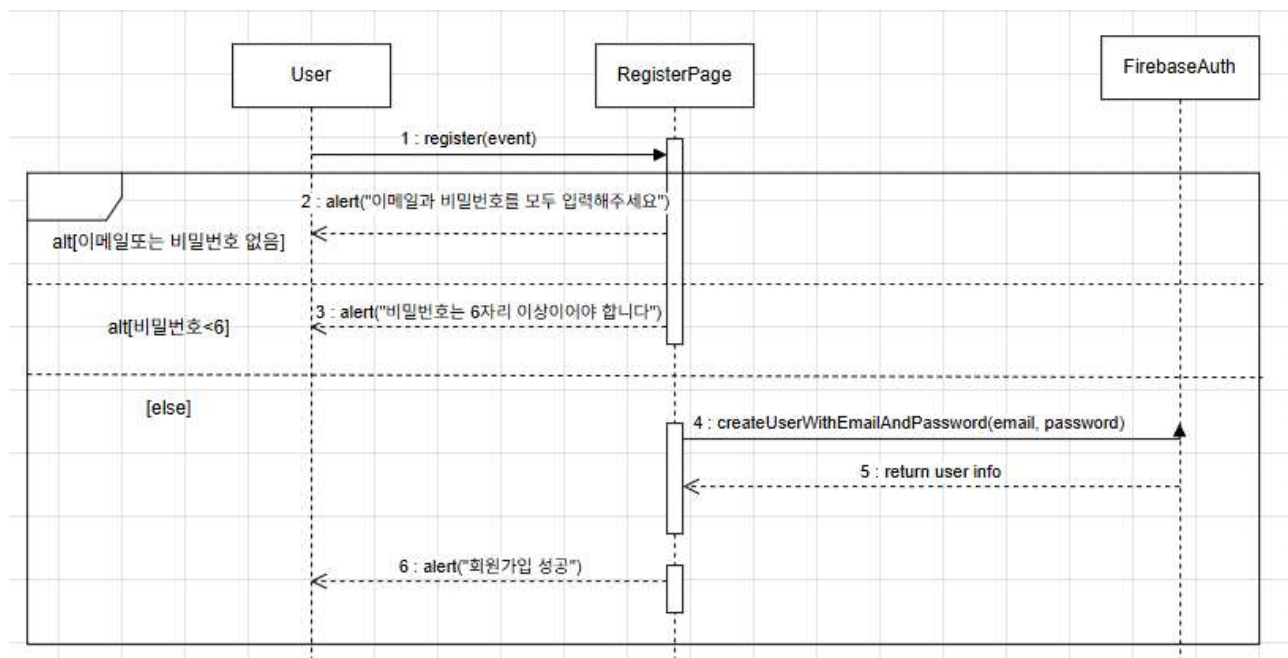 User
RegisterPage
FirebaseAuth
1 : register(event)
2 : alert("이메일과 비밀번호를 모두 입력해주세요")
alt[이메일또는 비밀번호 없음]
3 : alert("비밀번호는 6자리 이상이어야 합니다")
alt[비밀번호<6]
[else]
4 : createUserWithEmailAndPassword(email, password)
5 : return user info
6 : alert("회원가입 성공")